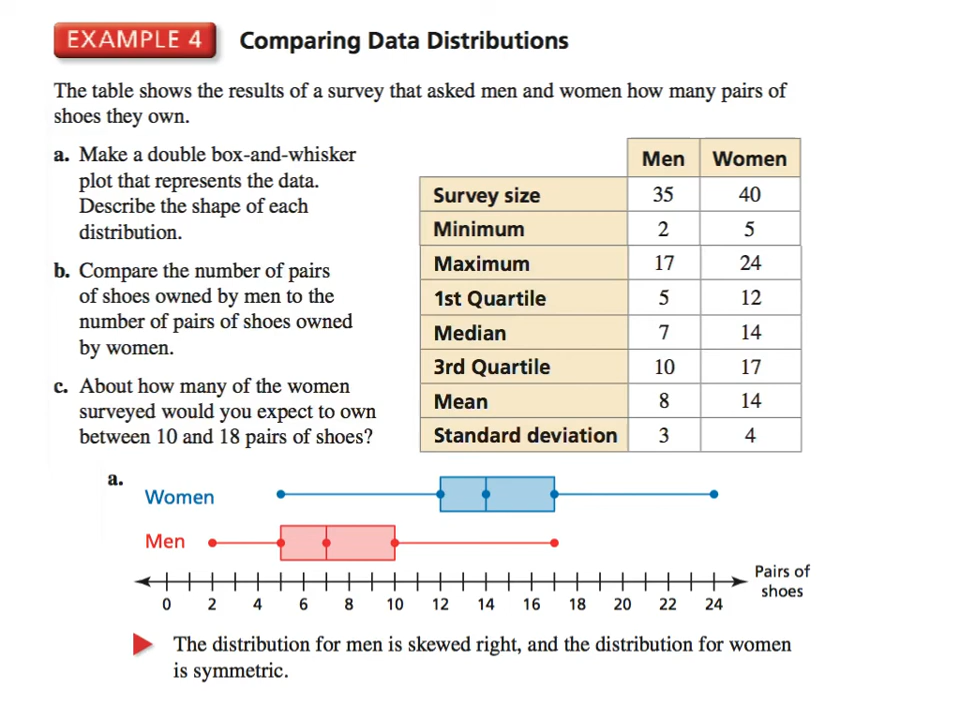 EXAMPLE 4 Comparing Data Distributions
The table shows the results of a survey that asked men and women how many pairs of
shoes they own.
a. Make a double box-and-whisker
plot that represents the data.
Describe the shape of each
distribution.
b. Compare the number of pairs
of shoes owned by men to the
number of pairs of shoes owned
by women.
c. About how many of the women
surveyed would you expect to own
between 10 and 18 pairs of shoes?
Men Women
Survey size 35 40
Minimum 2 5
Maximum 17 24
1st Quartile 5 12
Median 7 14
3rd Quartile 10 17
Mean 8 14
Standard deviation 3 4
a.
Women
Men
Pairs of
shoes
0 2 4 6 8 10 12 14 16 18 20 22 24
The distribution for men is skewed right, and the distribution for women
is symmetric.